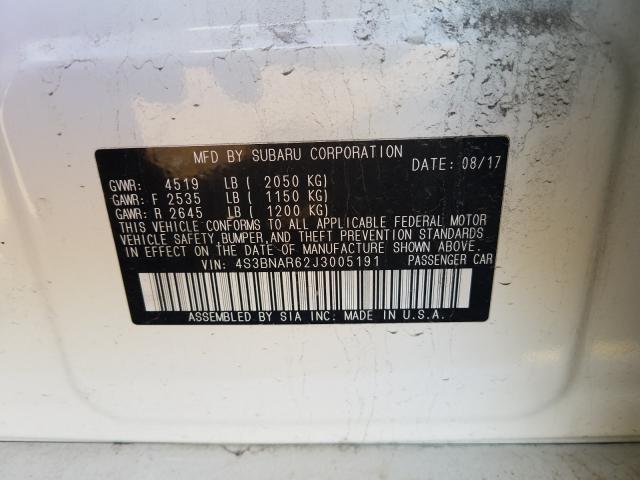 MFD BY SUBARU CORPORATION
DATE: 08/17
GVWR: 4519 LB ( 2050 KG)
GAWR: F 2535 LB ( 1150 KG)
GAWR: R 2645 LB ( 1200 KG)
THIS VEHICLE CONFORMS TO ALL APPLICABLE FEDERAL MOTOR
VEHICLE SAFETY, BUMPER, AND THEFT PREVENTION STANDARDS
IN EFFECT ON THE DATE OF MANUFACTURE SHOWN ABOVE.
VIN: 4S3BNAR62J3005191 PASSENGER CAR
ASSEMBLED BY SIA INC. MADE IN U.S.A.